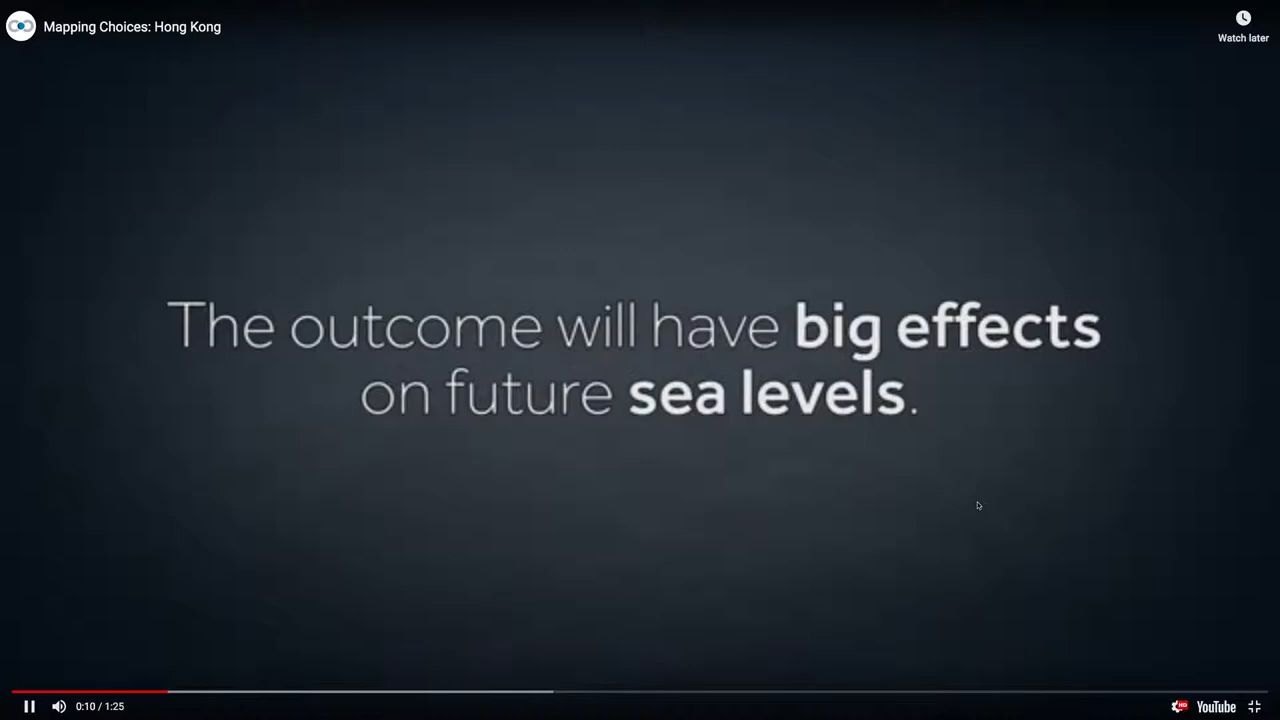 Mapping Choices: Hong Kong
Watch later
The outcome will have big effects
on future sea levels.
0:10 / 1:25
HD
YouTube